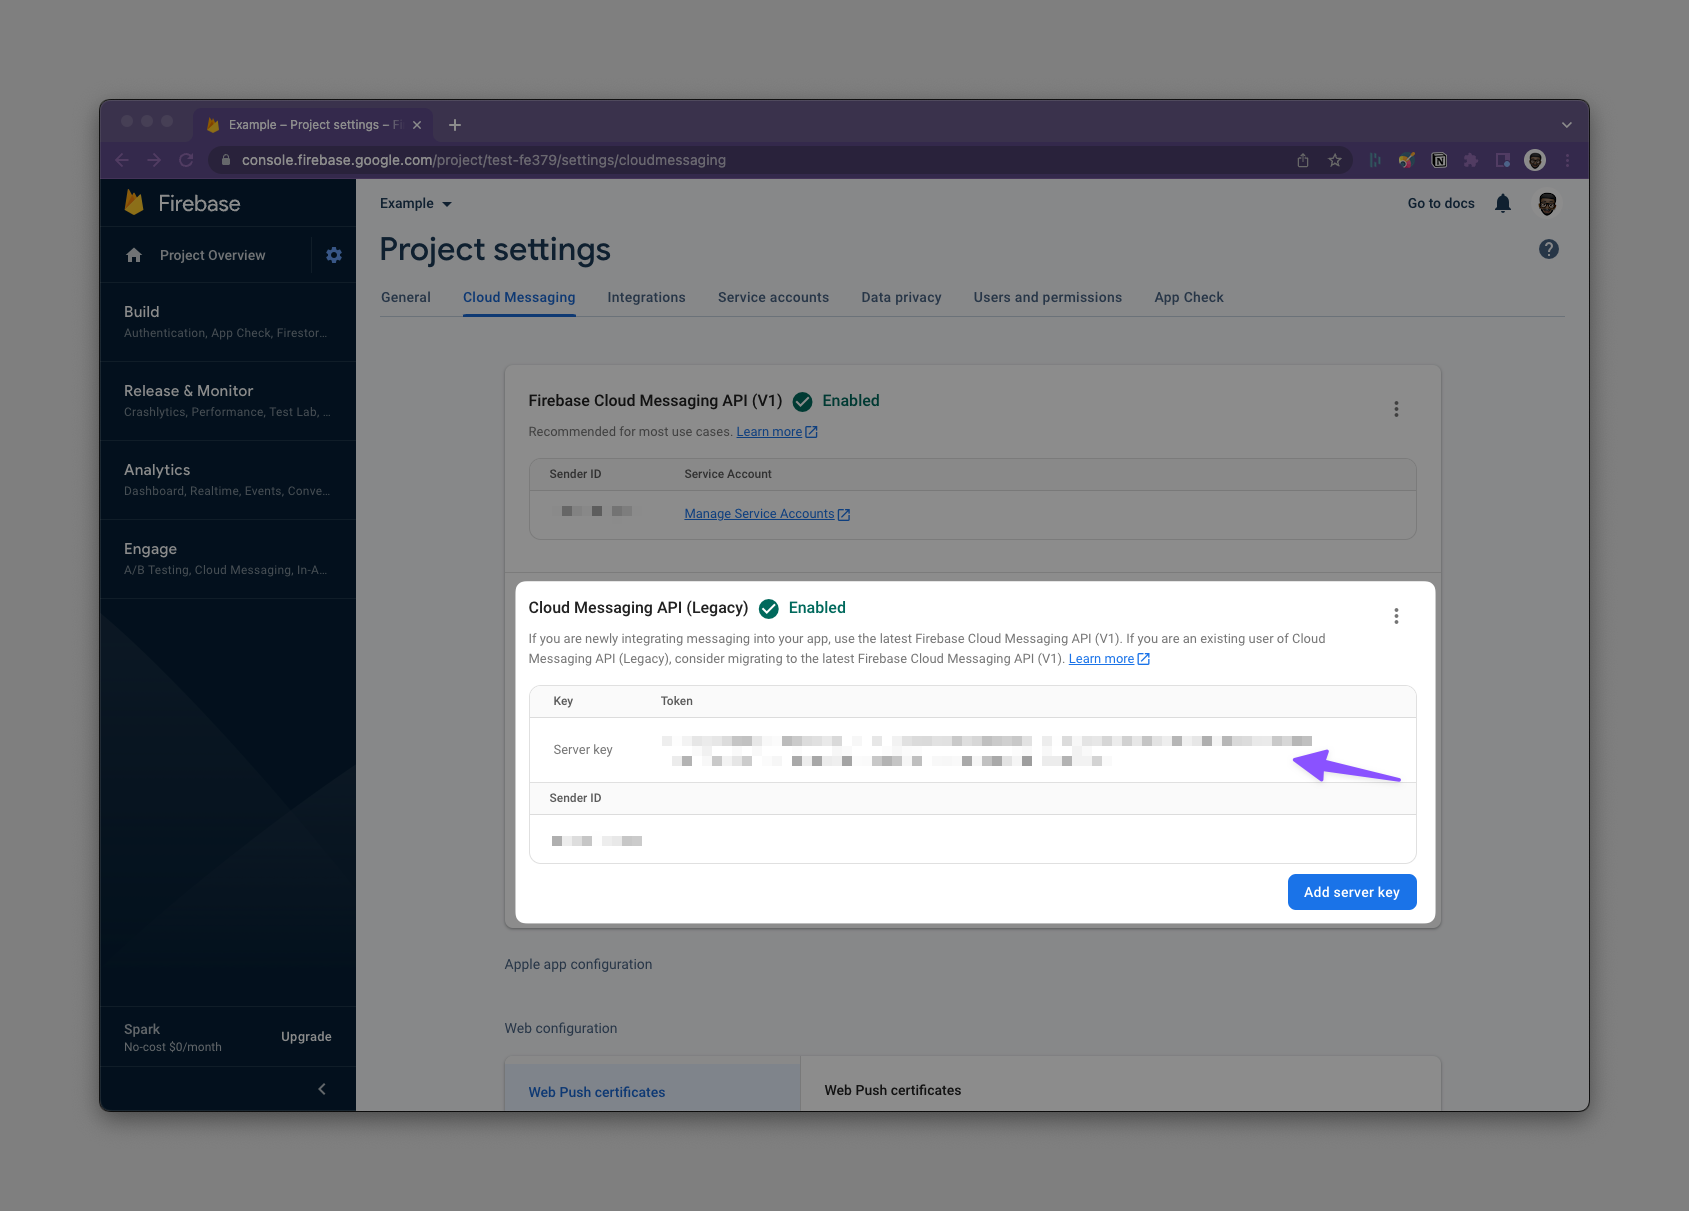 Example – Project settings – Fi
console.firebase.google.com/project/test-fe379/settings/cloudmessaging
Firebase
Project Overview
Build
Authentication, App Check, Firestor...
Release & Monitor
Crashlytics, Performance, Test Lab, ...
Analytics
Dashboard, Realtime, Events, Conve...
Engage
A/B Testing, Cloud Messaging, In-A...
Spark
No-cost $0/month
Upgrade
Example
Go to docs
Project settings
General
Cloud Messaging
Integrations
Service accounts
Data privacy
Users and permissions
App Check
Firebase Cloud Messaging API (V1) Enabled
Recommended for most use cases. Learn more
Sender ID
Service Account
Manage Service Accounts
Cloud Messaging API (Legacy) Enabled
If you are newly integrating messaging into your app, use the latest Firebase Cloud Messaging API (V1). If you are an existing user of Cloud
Messaging API (Legacy), consider migrating to the latest Firebase Cloud Messaging API (V1). Learn more
Key
Token
Server key
Sender ID
Add server key
Apple app configuration
Web configuration
Web Push certificates
Web Push certificates